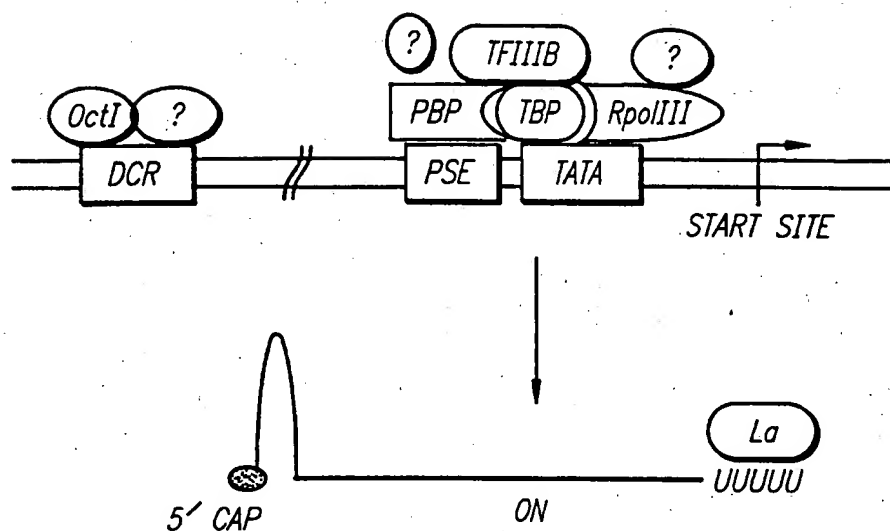 ? TFIIIB ?
OctI ? PBP TBP RpolIII
DCR PSE TATA
START SITE
La
UUUUU
5′ CAP ON